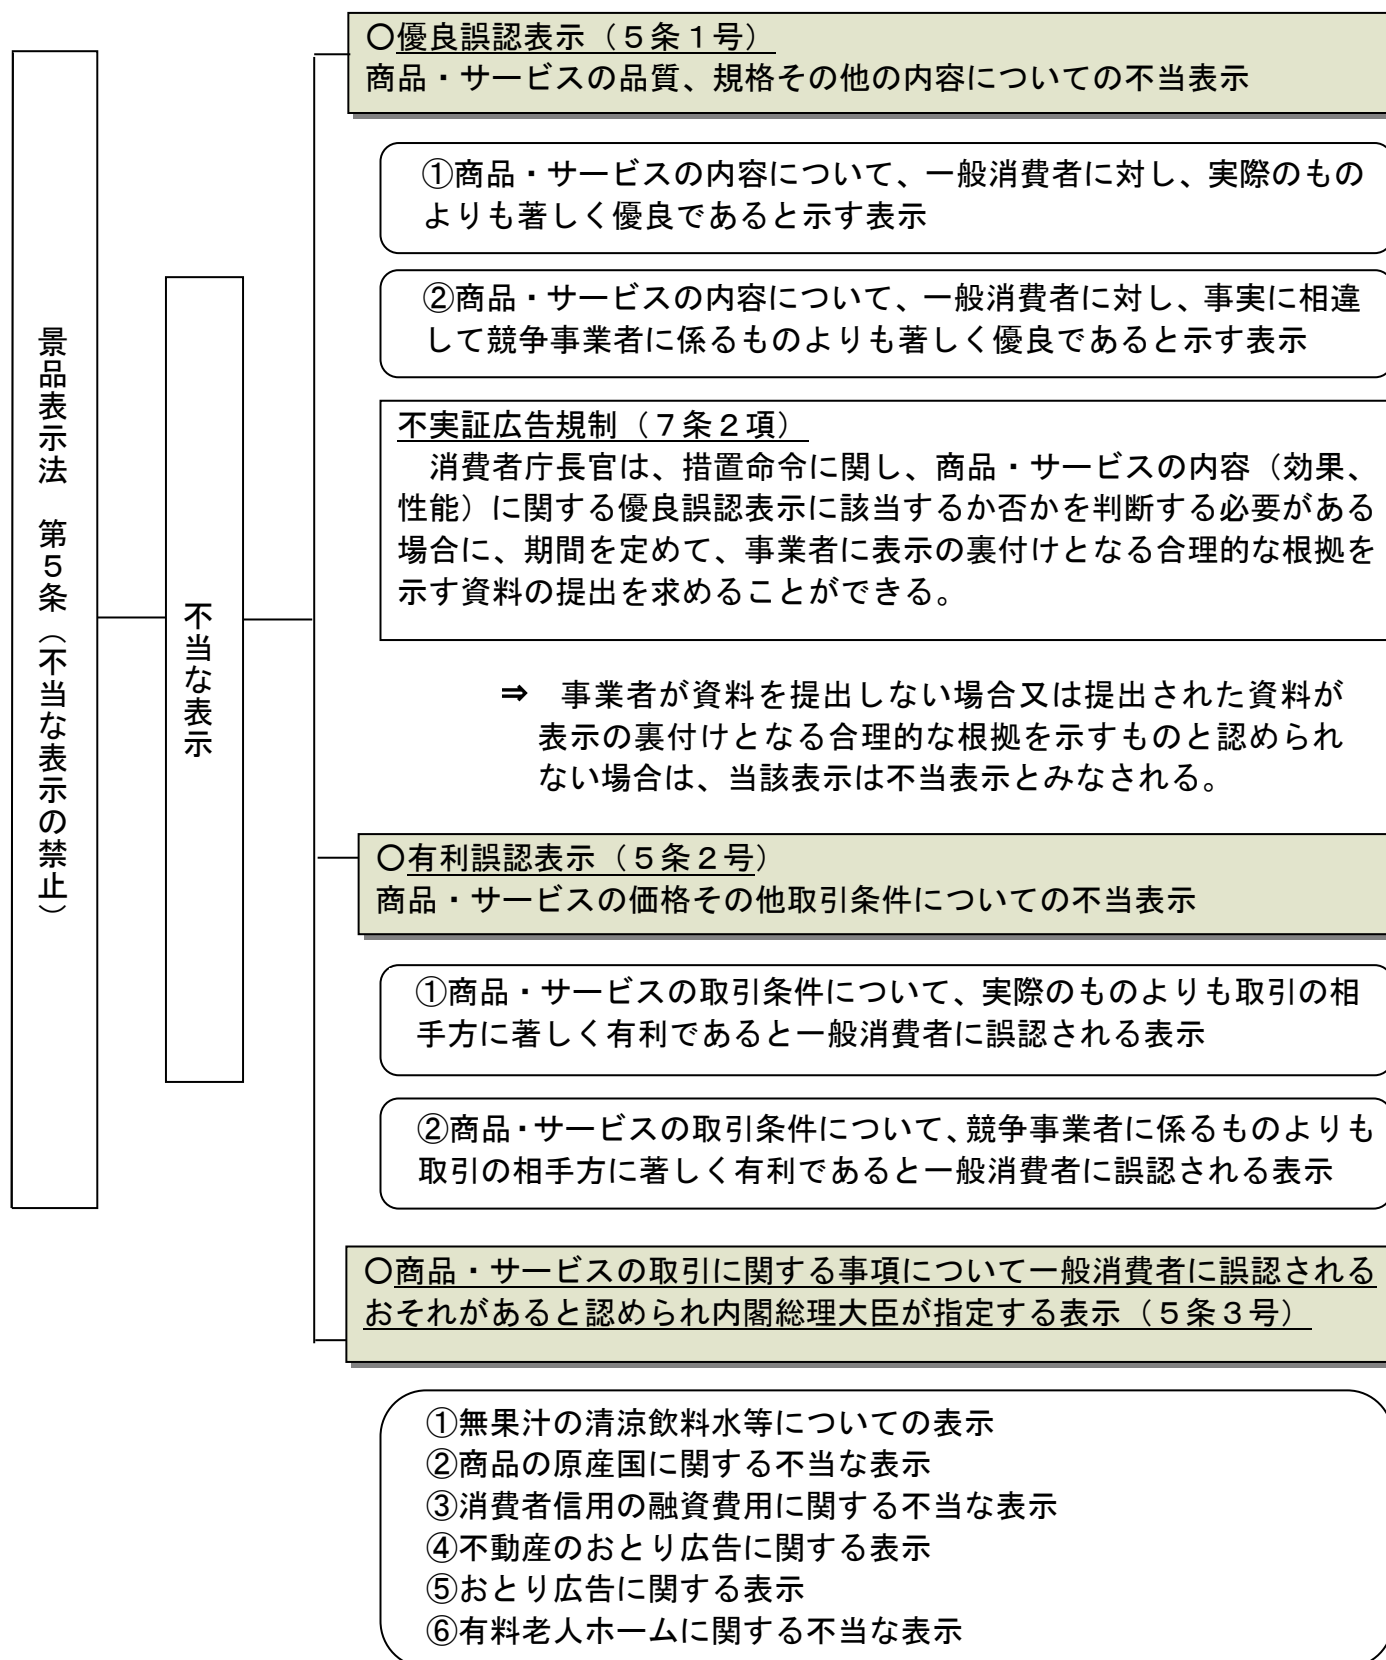 景品表示法　第５条（不当な表示の禁止）
不当な表示
〇優良誤認表示（５条１号）
商品・サービスの品質、規格その他の内容についての不当表示
①商品・サービスの内容について、一般消費者に対し、実際のもの
よりも著しく優良であると示す表示
②商品・サービスの内容について、一般消費者に対し、事実に相違
して競争事業者に係るものよりも著しく優良であると示す表示
不実証広告規制（７条２項）
　消費者庁長官は、措置命令に関し、商品・サービスの内容（効果、
性能）に関する優良誤認表示に該当するか否かを判断する必要がある
場合に、期間を定めて、事業者に表示の裏付けとなる合理的な根拠を
示す資料の提出を求めることができる。
⇒　事業者が資料を提出しない場合又は提出された資料が
表示の裏付けとなる合理的な根拠を示すものと認められ
ない場合は、当該表示は不当表示とみなされる。
〇有利誤認表示（５条２号）
商品・サービスの価格その他取引条件についての不当表示
①商品・サービスの取引条件について、実際のものよりも取引の相
手方に著しく有利であると一般消費者に誤認される表示
②商品・サービスの取引条件について、競争事業者に係るものよりも
取引の相手方に著しく有利であると一般消費者に誤認される表示
〇商品・サービスの取引に関する事項について一般消費者に誤認される
おそれがあると認められ内閣総理大臣が指定する表示（５条３号）
①無果汁の清涼飲料水等についての表示
②商品の原産国に関する不当な表示
③消費者信用の融資費用に関する不当な表示
④不動産のおとり広告に関する表示
⑤おとり広告に関する表示
⑥有料老人ホームに関する不当な表示